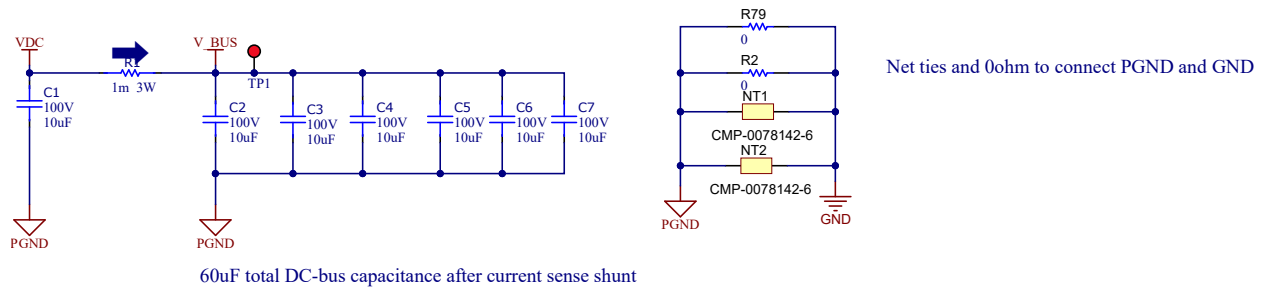 VDC
R1
1m 3W
V_BUS
TP1
C1
100V
10uF
C2
100V
10uF
C3
100V
10uF
C4
100V
10uF
C5
100V
10uF
C6
100V
10uF
C7
100V
10uF
PGND
PGND
60uF total DC-bus capacitance after current sense shunt
R79
0
R2
0
NT1
CMP-0078142-6
NT2
CMP-0078142-6
PGND
GND
Net ties and 0ohm to connect PGND and GND